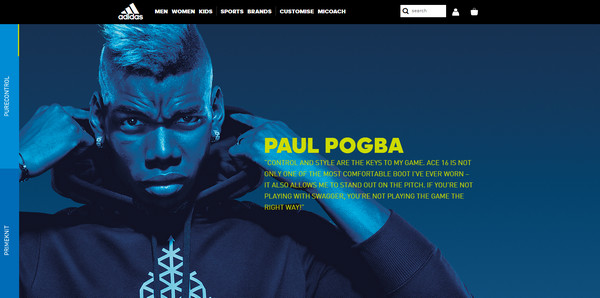 adidas
MEN WOMEN KIDS SPORTS BRANDS CUSTOMISE MICOACH
search
PURECONTROL
PRIMEKNIT
PAUL POGBA
"CONTROL AND STYLE ARE THE KEYS TO MY GAME. ACE 16 IS NOT
ONLY ONE OF THE MOST COMFORTABLE BOOT I'VE EVER WORN –
IT ALSO ALLOWS ME TO STAND OUT ON THE PITCH. IF YOU'RE NOT
PLAYING WITH SWAGGER, YOU'RE NOT PLAYING THE GAME THE
RIGHT WAY!"